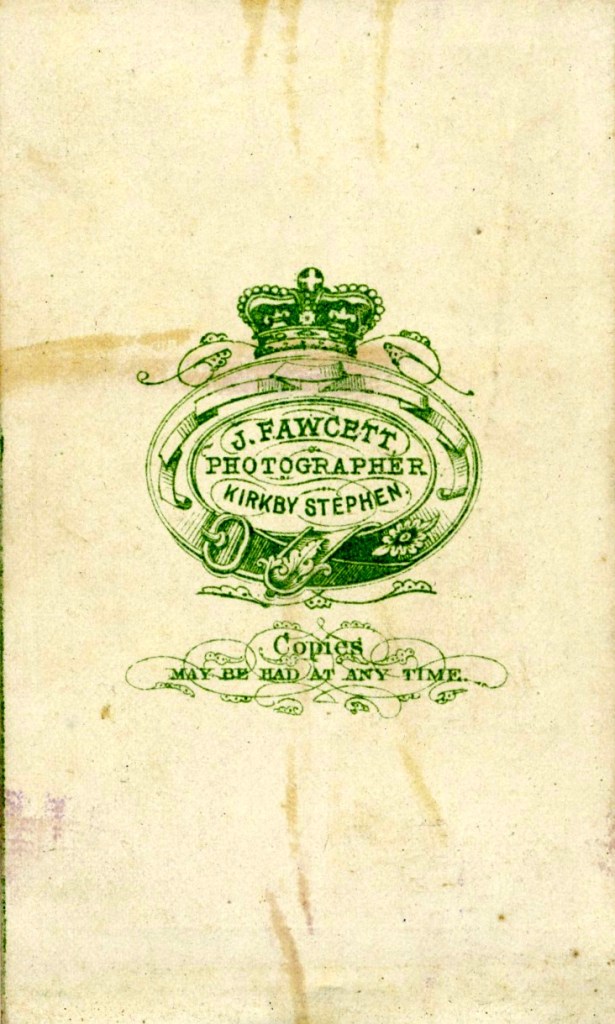 J. FAWCETT
PHOTOGRAPHER
KIRKBY STEPHEN.
Copies
MAY BE HAD AT ANY TIME.